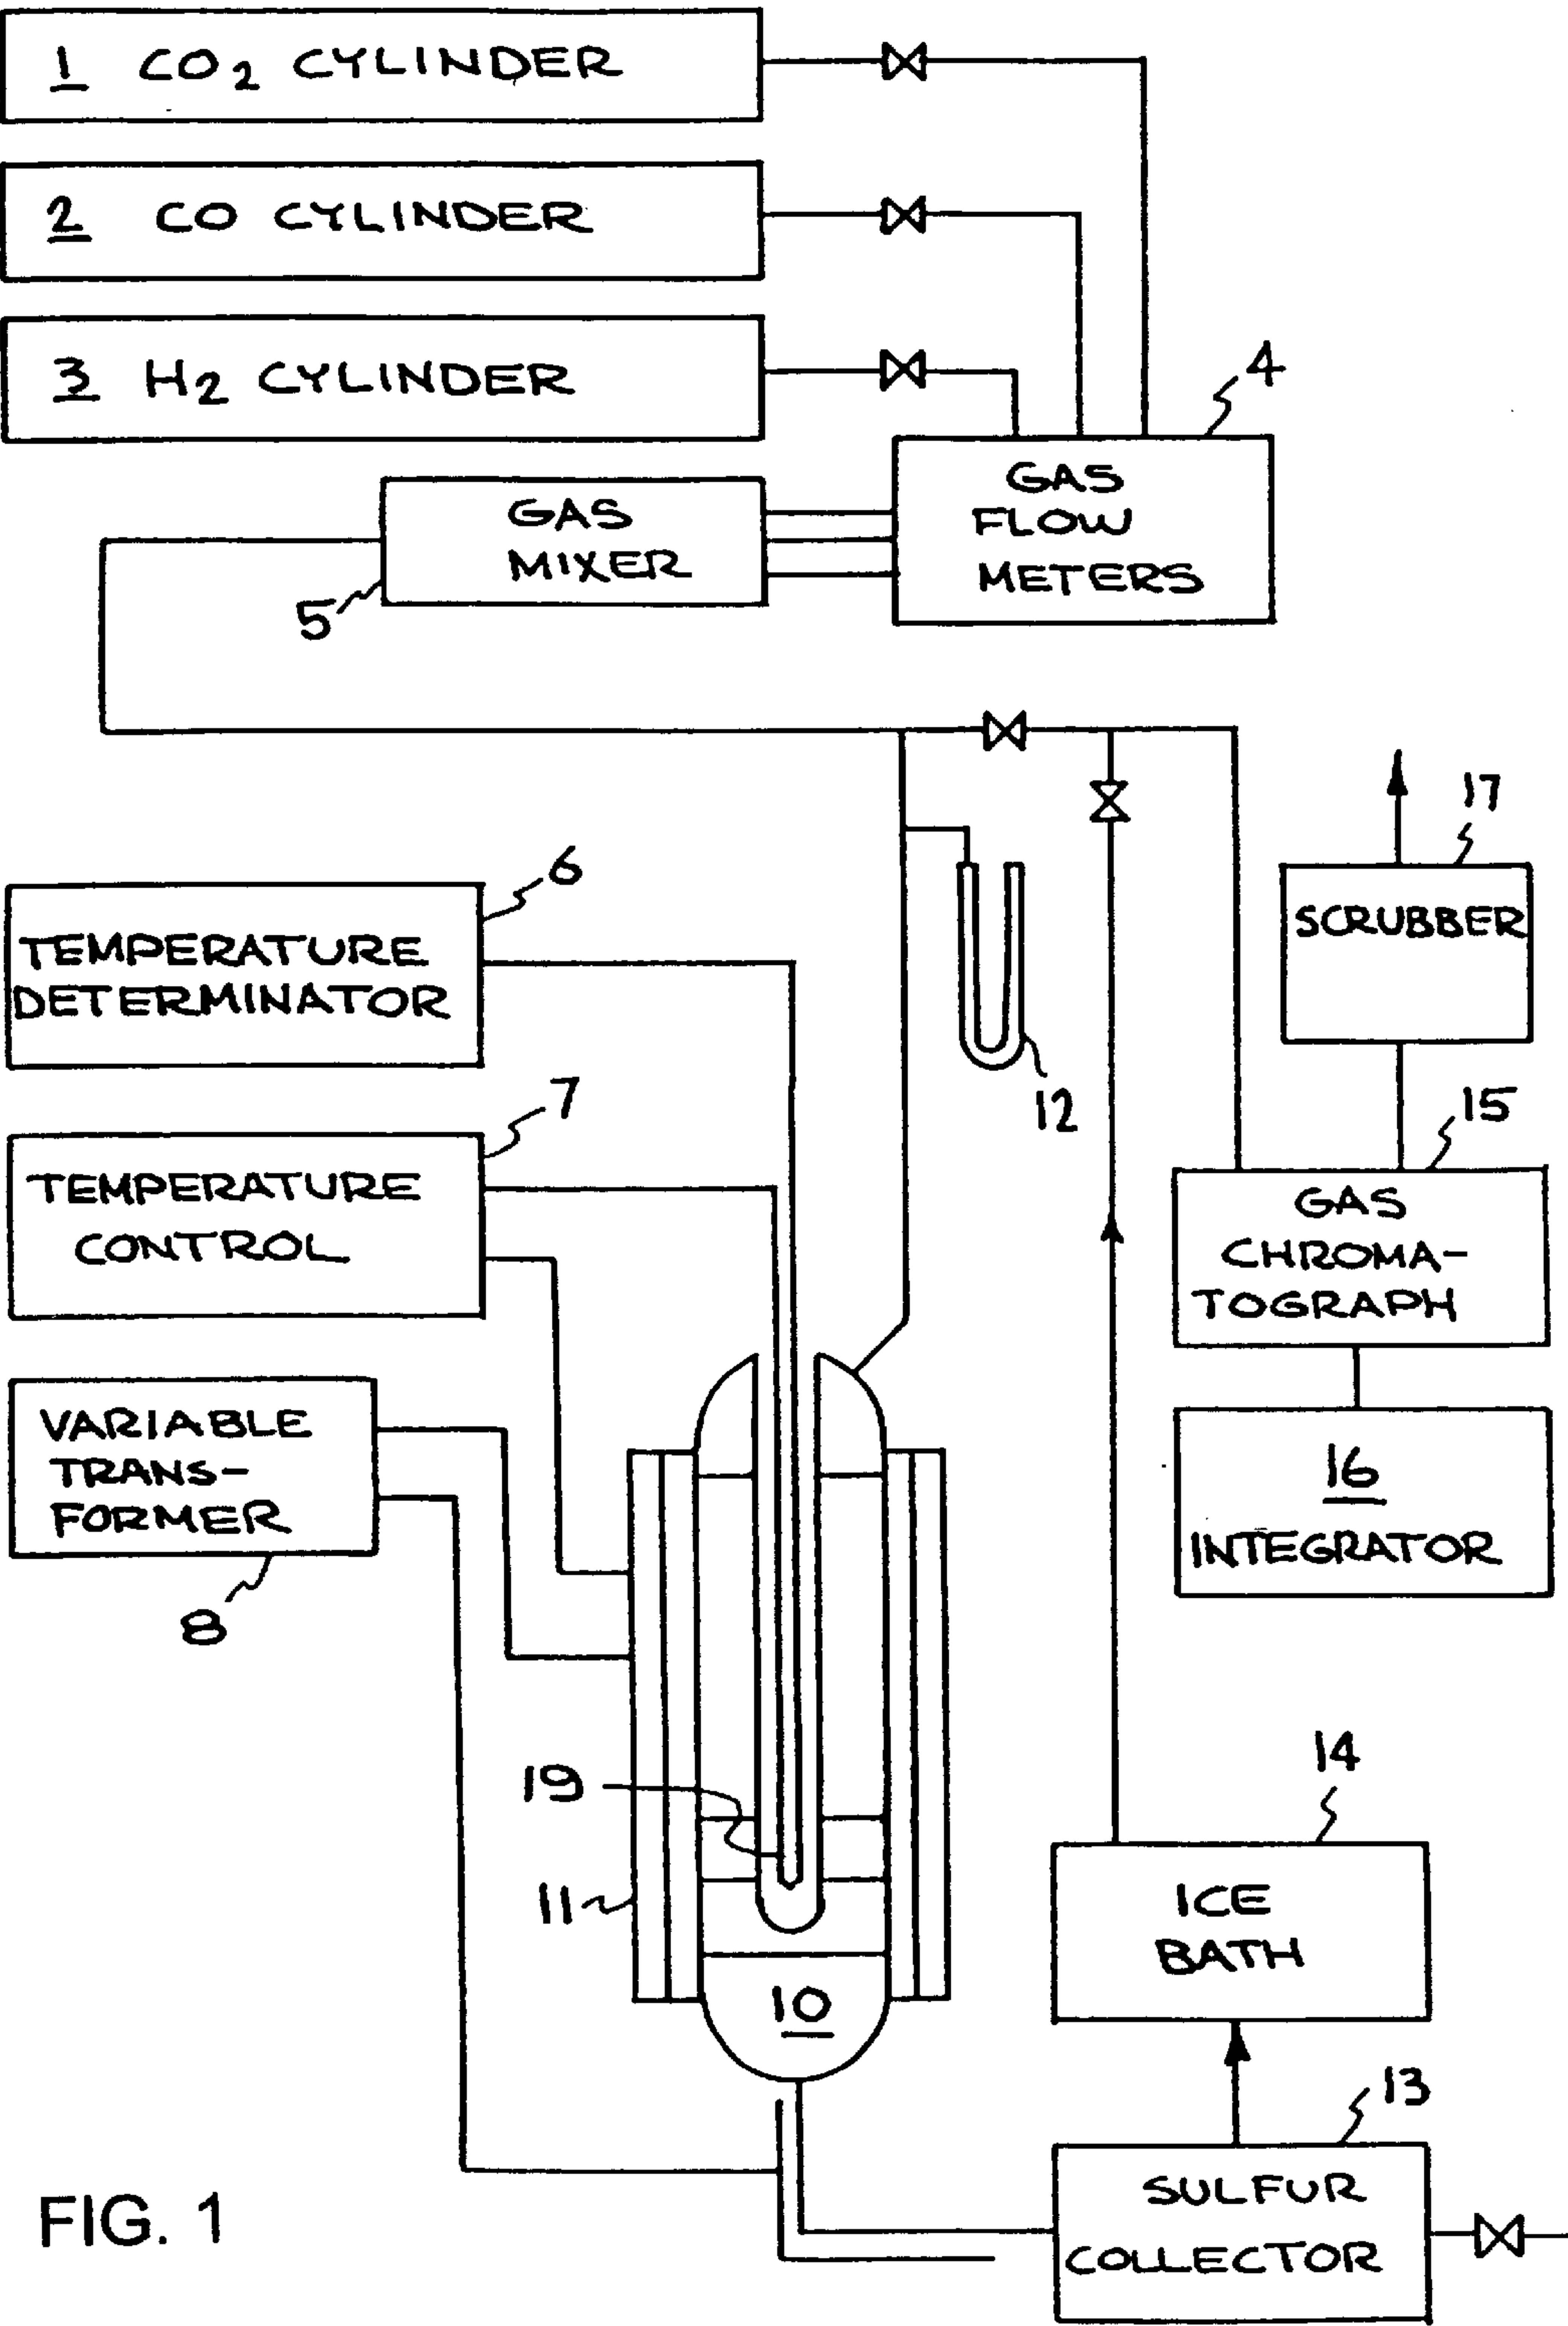 1 CO2 CYLINDER
2 CO CYLINDER
3 H2 CYLINDER
4
GAS
FLOW
METERS
GAS
MIXER
5
17
SCRUBBER
6
TEMPERATURE
DETERMINATOR
12
7
TEMPERATURE
CONTROL
15
GAS
CHROMA-
TOGRAPH
VARIABLE
TRANS-
FORMER
8
16
INTEGRATOR
19
11
10
14
ICE
BATH
13
SULFUR
COLLECTOR
FIG. 1